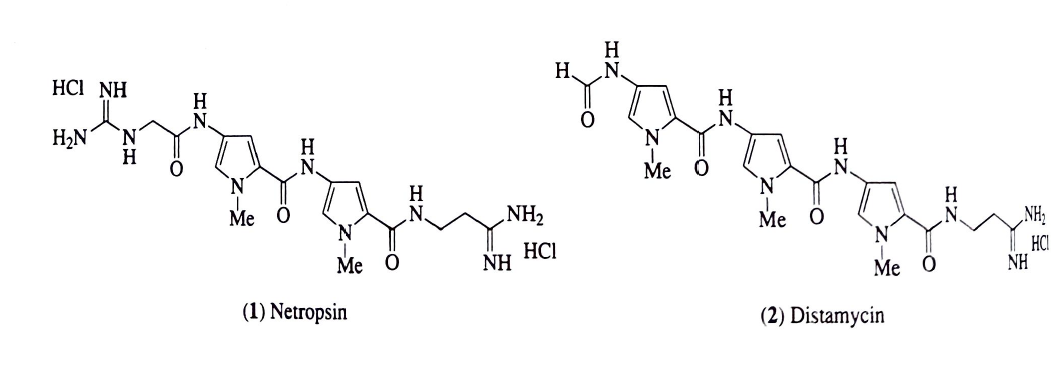 HCl NH
H₂N N H O H N N Me O H N N Me O H N NH₂ NH HCl
(1) Netropsin
H O H N N Me O H N N Me O H N N Me O H N NH₂ NH HCl
(2) Distamycin